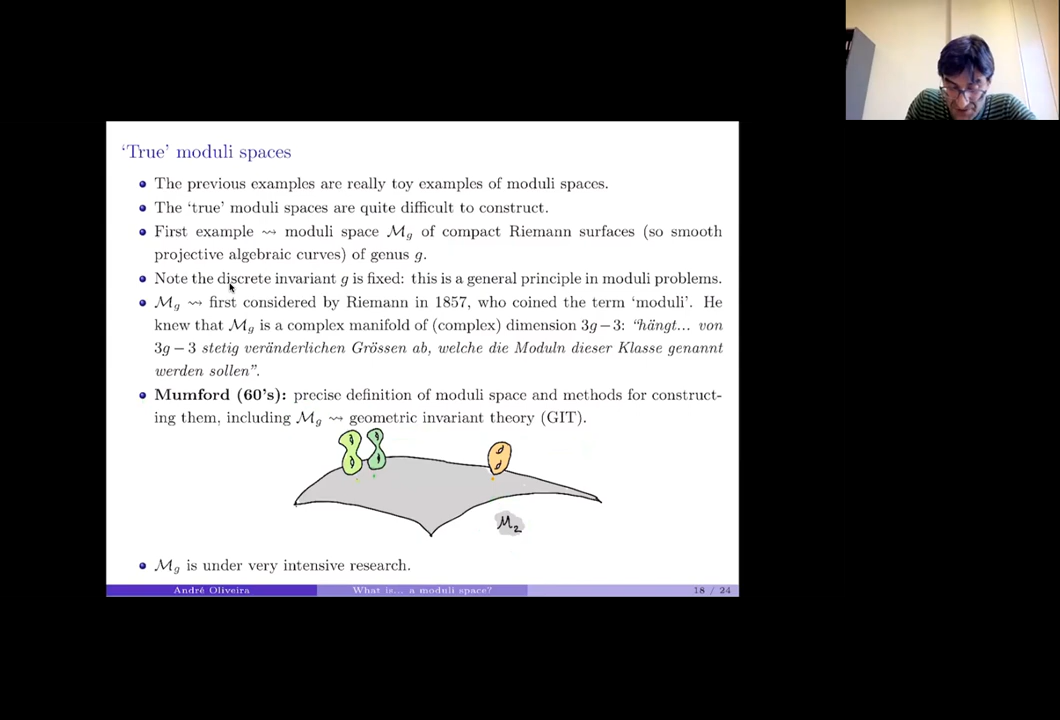 ‘True’ moduli spaces
The previous examples are really toy examples of moduli spaces.
The ‘true’ moduli spaces are quite difficult to construct.
First example ⇝ moduli space ℳ_g of compact Riemann surfaces (so smooth
projective algebraic curves) of genus g.
Note the discrete invariant g is fixed: this is a general principle in moduli problems.
ℳ_g ⇝ first considered by Riemann in 1857, who coined the term ‘moduli’. He
knew that ℳ_g is a complex manifold of (complex) dimension 3g−3: “hängt... von
3g − 3 stetig veränderlichen Grössen ab, welche die Moduln dieser Klasse genannt
werden sollen”.
Mumford (60’s): precise definition of moduli space and methods for construct-
ing them, including ℳ_g ⇝ geometric invariant theory (GIT).
ℳ_2
ℳ_g is under very intensive research.
André Oliveira What is... a moduli space? 18 / 24